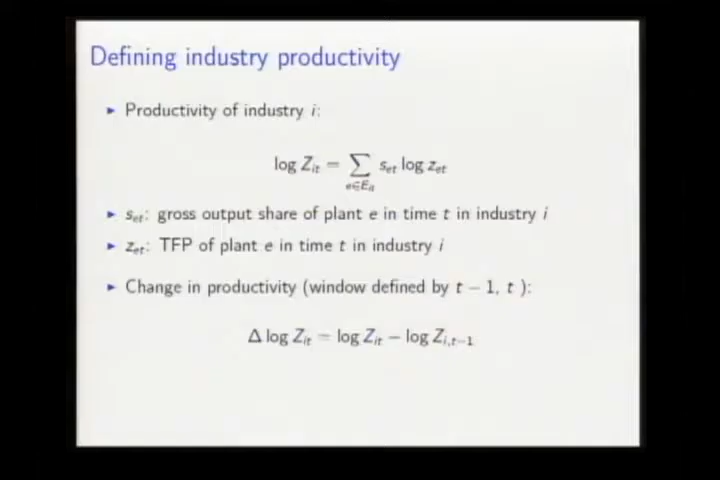 Defining industry productivity
► Productivity of industry i:
log Z_it = ∑_{e∈E_it} s_et log z_et
► s_et: gross output share of plant e in time t in industry i
► z_et: TFP of plant e in time t in industry i
► Change in productivity (window defined by t − 1, t ):
Δ log Z_it = log Z_it − log Z_i,t−1